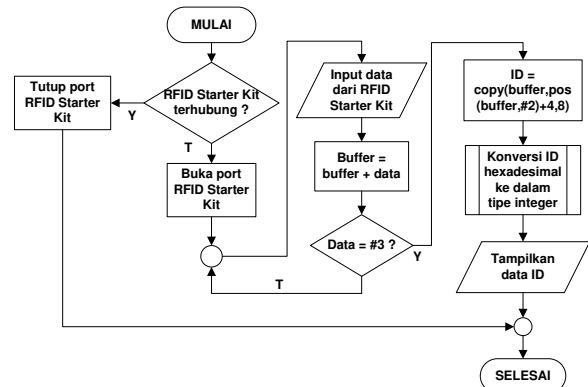 MULAI
RFID Starter Kit
terhubung ?
Y
T
Tutup port
RFID Starter
Kit
Buka port
RFID Starter
Kit
Input data
dari RFID
Starter Kit
Buffer =
buffer + data
Data = #3 ?
Y
T
ID =
copy(buffer,pos
(buffer,#2)+4,8)
Konversi ID
hexadesimal
ke dalam
tipe integer
Tampilkan
data ID
SELESAI